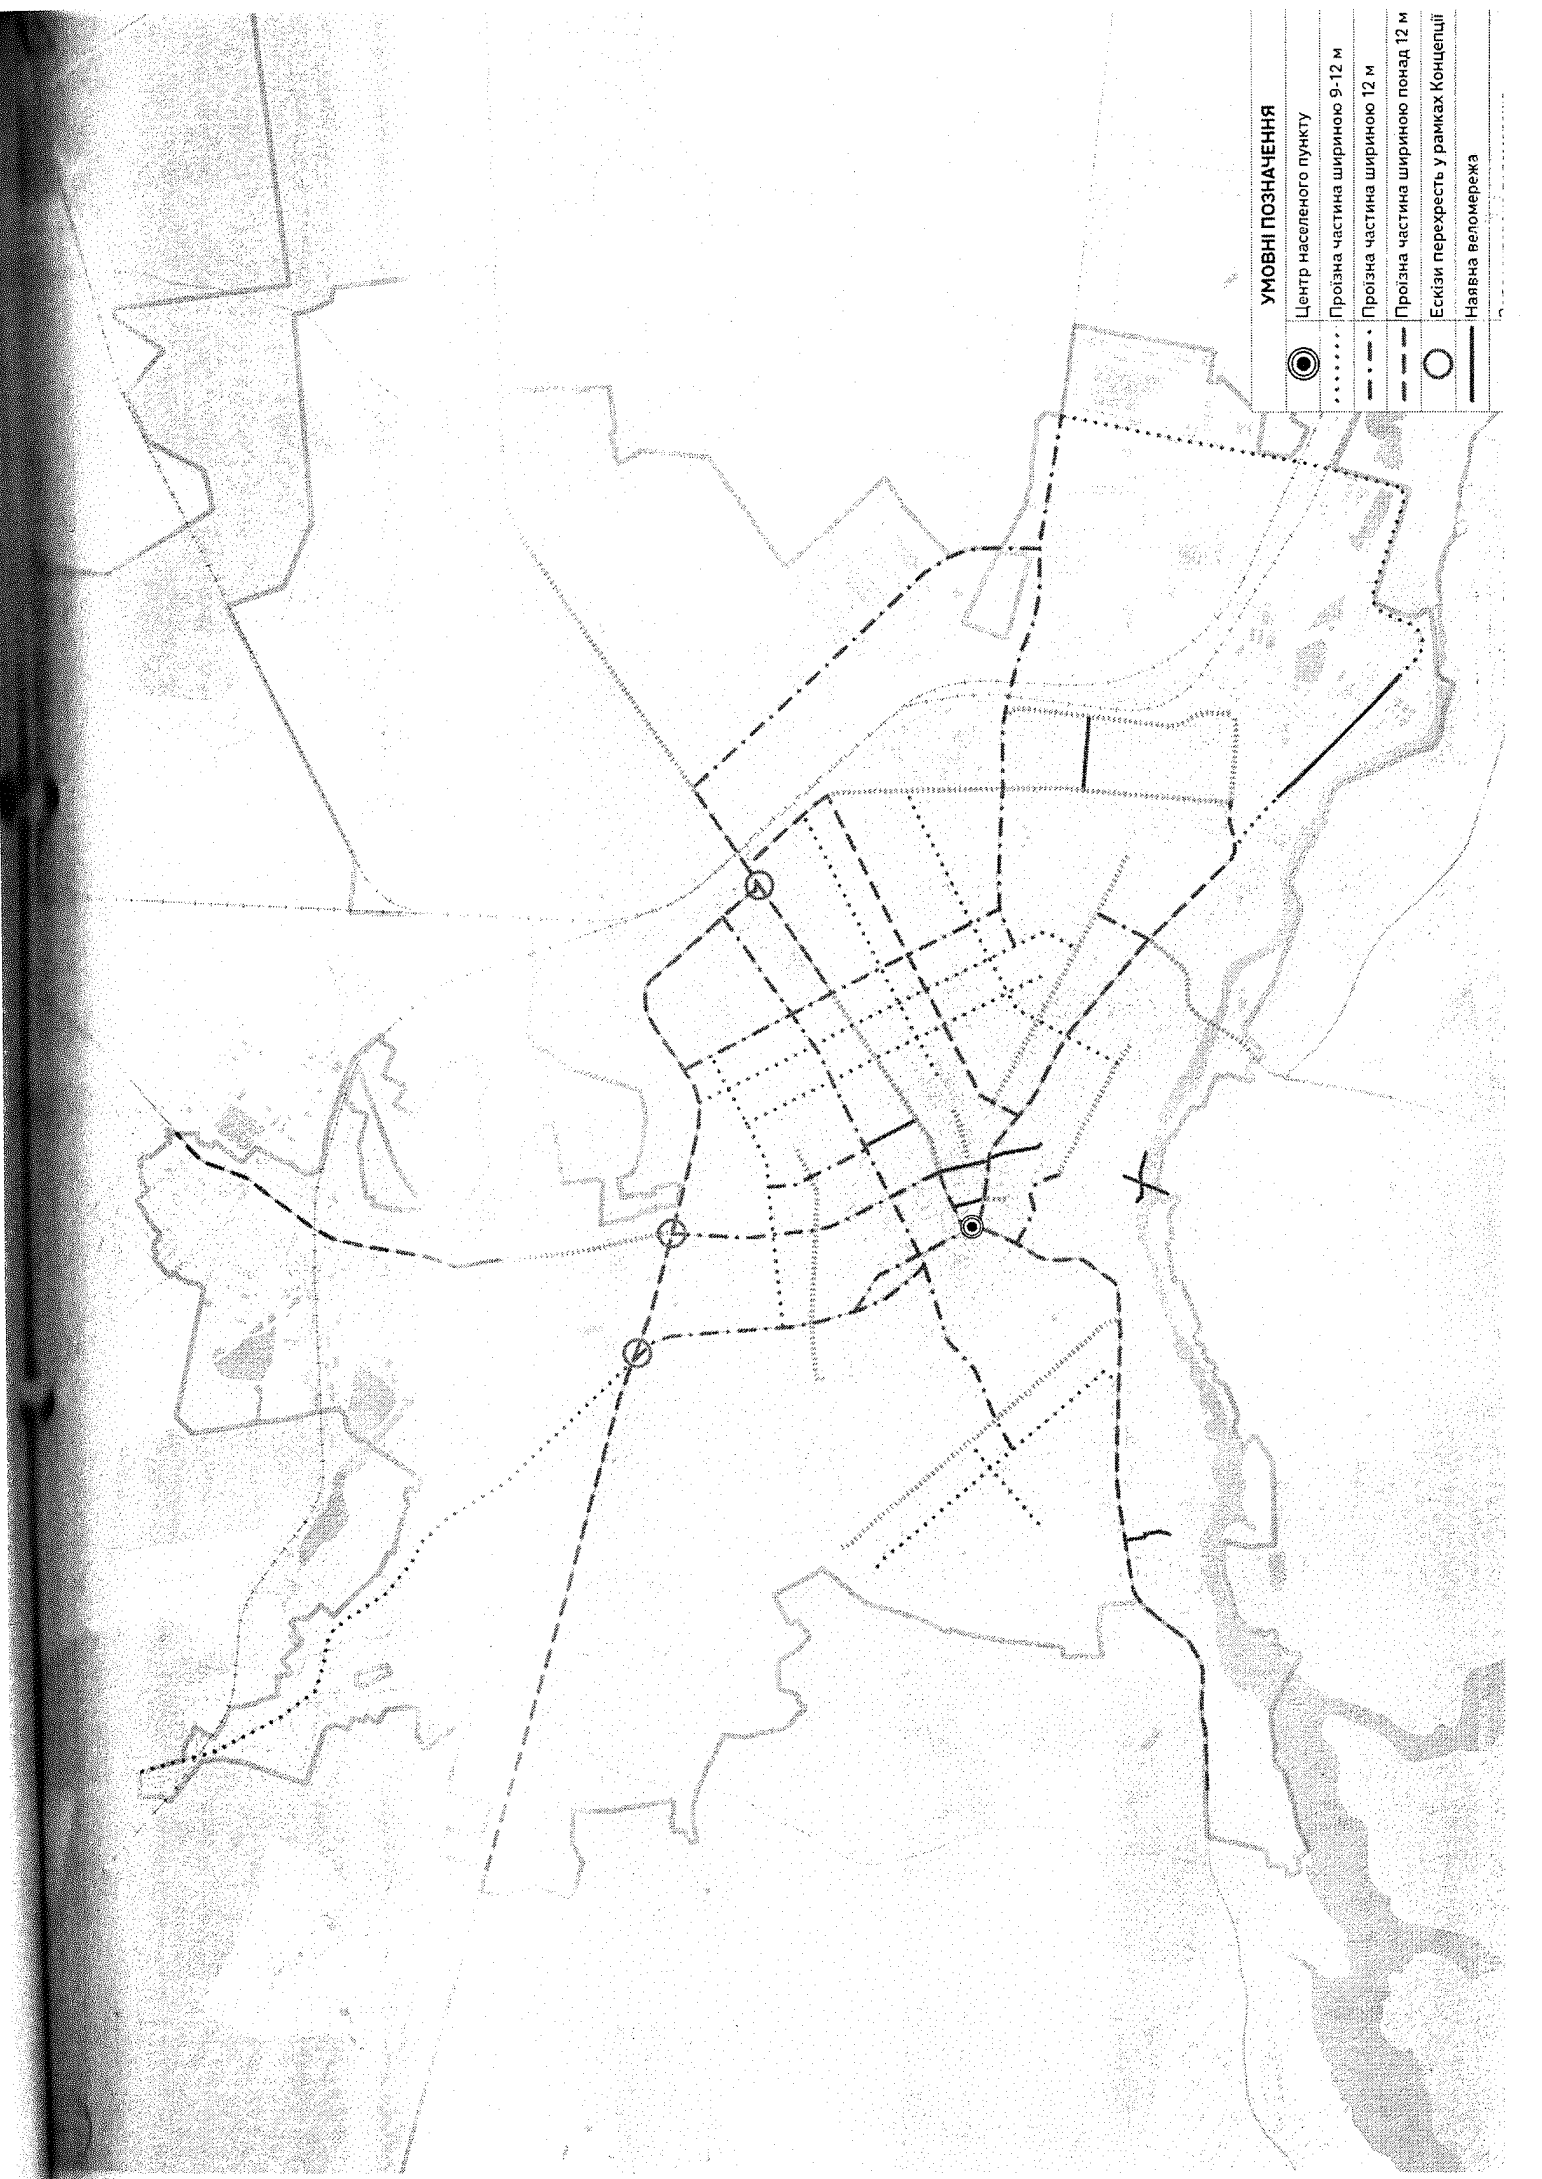 УМОВНІ ПОЗНАЧЕННЯ
Центр населеного пункту
Проїзна частина шириною 9-12 м
Проїзна частина шириною 12 м
Проїзна частина шириною понад 12 м
Ескізи перехресть у рамках Концепції
Наявна веломережа